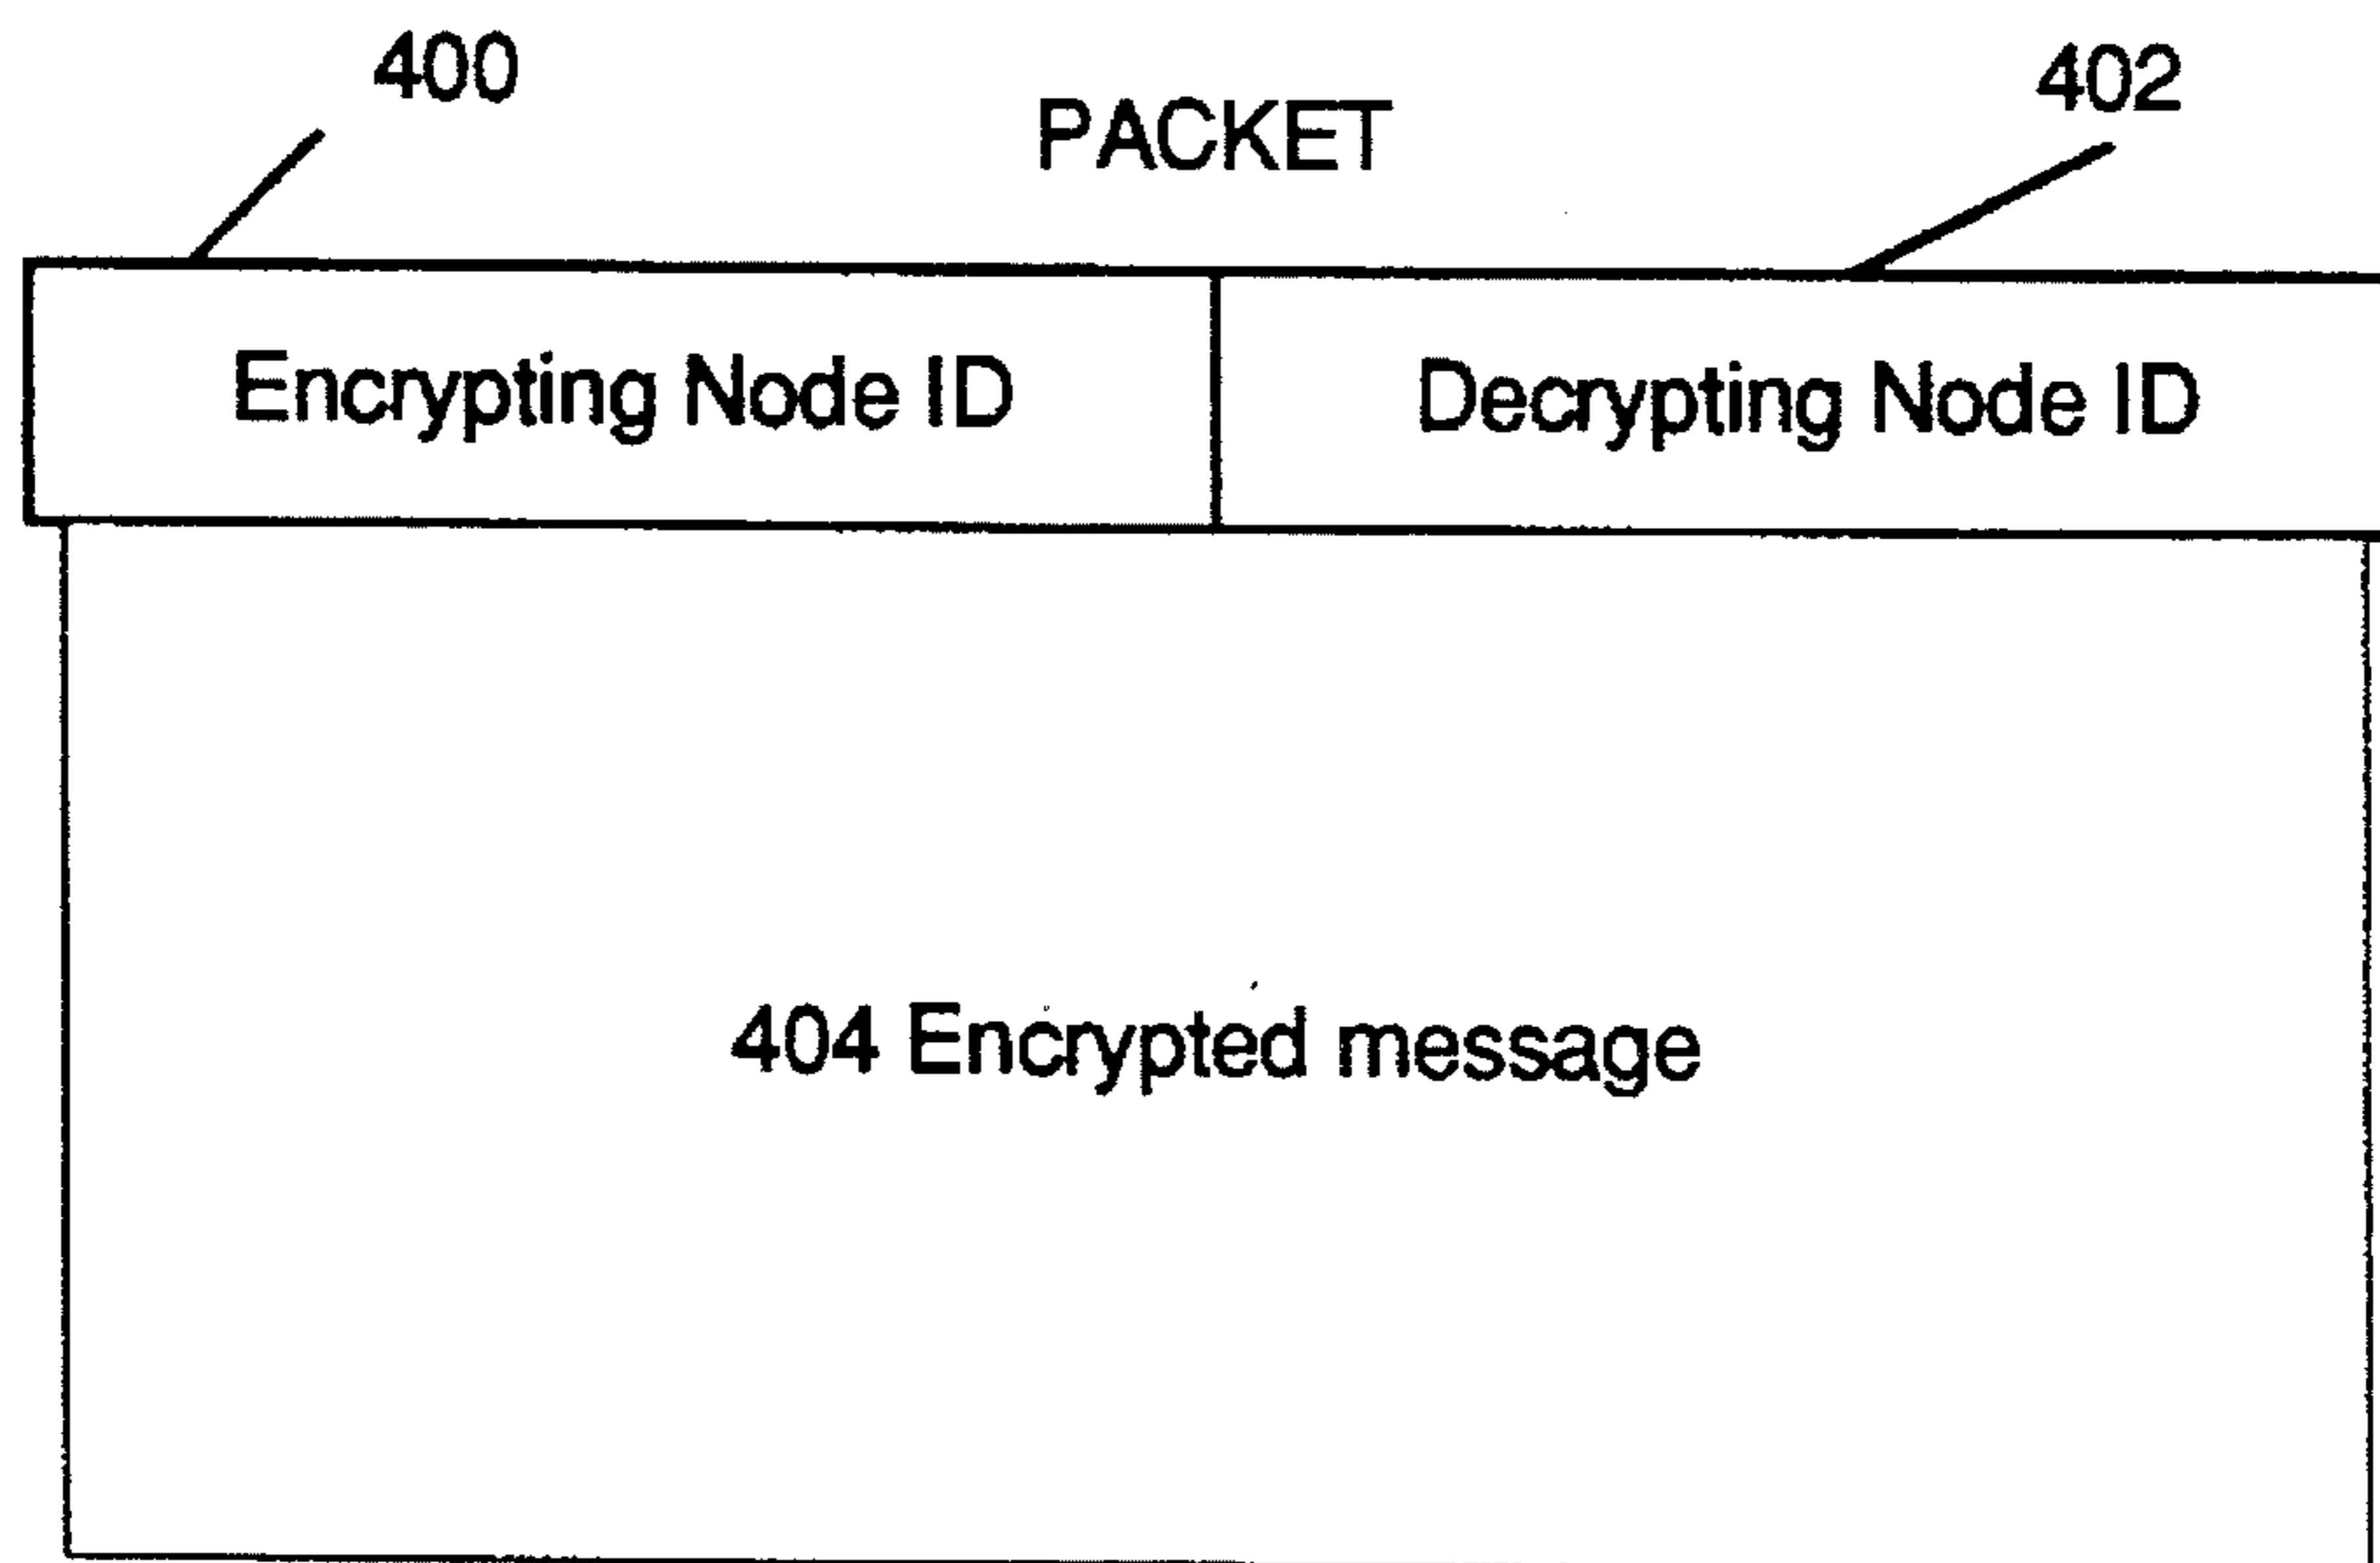 400
402
PACKET
Encrypting Node ID
Decrypting Node ID
404 Encrypted message